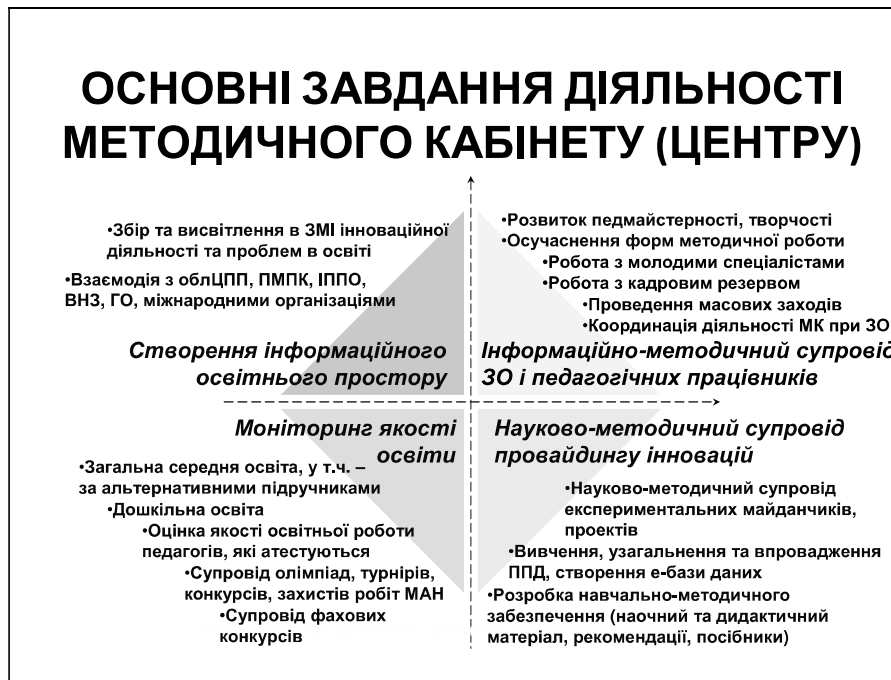 ОСНОВНІ ЗАВДАННЯ ДІЯЛЬНОСТІ
МЕТОДИЧНОГО КАБІНЕТУ (ЦЕНТРУ)
•Збір та висвітлення в ЗМІ інноваційної
діяльності та проблем в освіті
•Взаємодія з облЦПП, ПМПК, ІППО,
ВНЗ, ГО, міжнародними організаціями
Створення інформаційного
освітнього простору
•Розвиток педмайстерності, творчості
•Осучаснення форм методичної роботи
•Робота з молодими спеціалістами
•Робота з кадровим резервом
•Проведення масових заходів
•Координація діяльності МК при ЗО
Інформаційно-методичний супровід
ЗО і педагогічних працівників
Моніторинг якості
освіти
•Загальна середня освіта, у т.ч. –
за альтернативними підручниками
•Дошкільна освіта
•Оцінка якості освітньої роботи
педагогів, які атестуються
•Супровід олімпіад, турнірів,
конкурсів, захистів робіт МАН
•Супровід фахових
конкурсів
Науково-методичний супровід
провайдингу інновацій
•Науково-методичний супровід
експериментальних майданчиків,
проектів
•Вивчення, узагальнення та впровадження
ППД, створення е-бази даних
•Розробка навчально-методичного
забезпечення (наочний та дидактичний
матеріал, рекомендації, посібники)